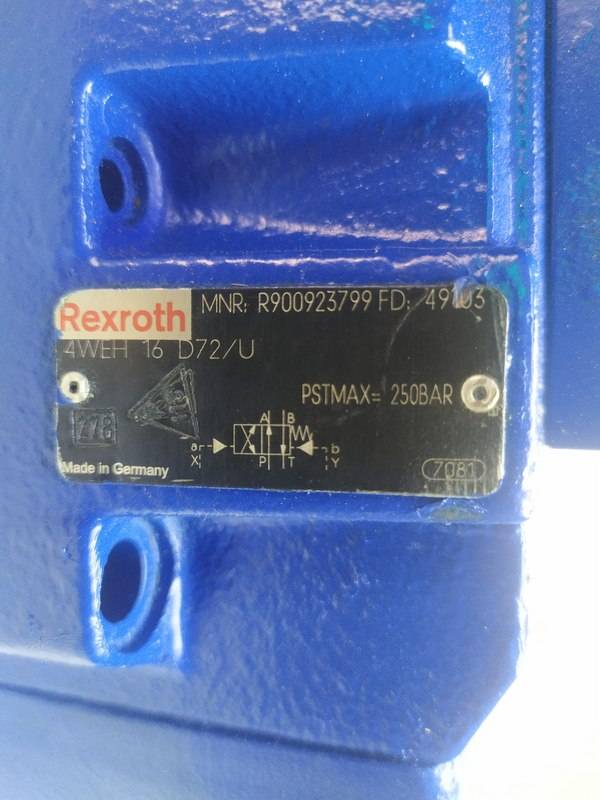 Rexroth MNR: R900923799 FD: 49103
4WEH 16 D72/U
PSTMAX= 250BAR
278
A B
a b
X P T Y
Made in Germany
7081